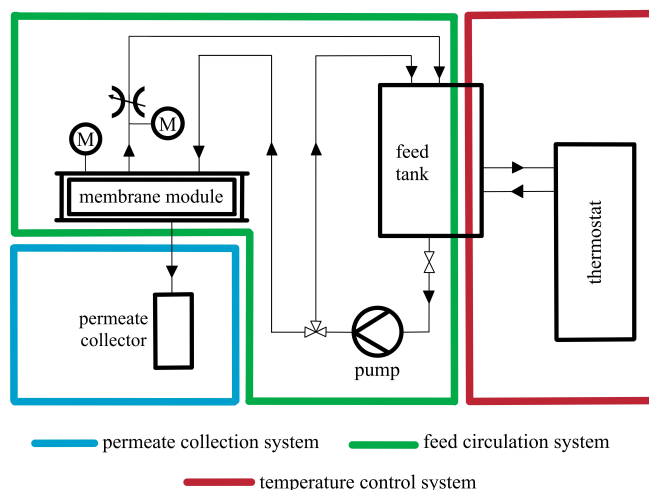 M
M
membrane module
feed
tank
thermostat
permeate
collector
pump
permeate collection system
feed circulation system
temperature control system